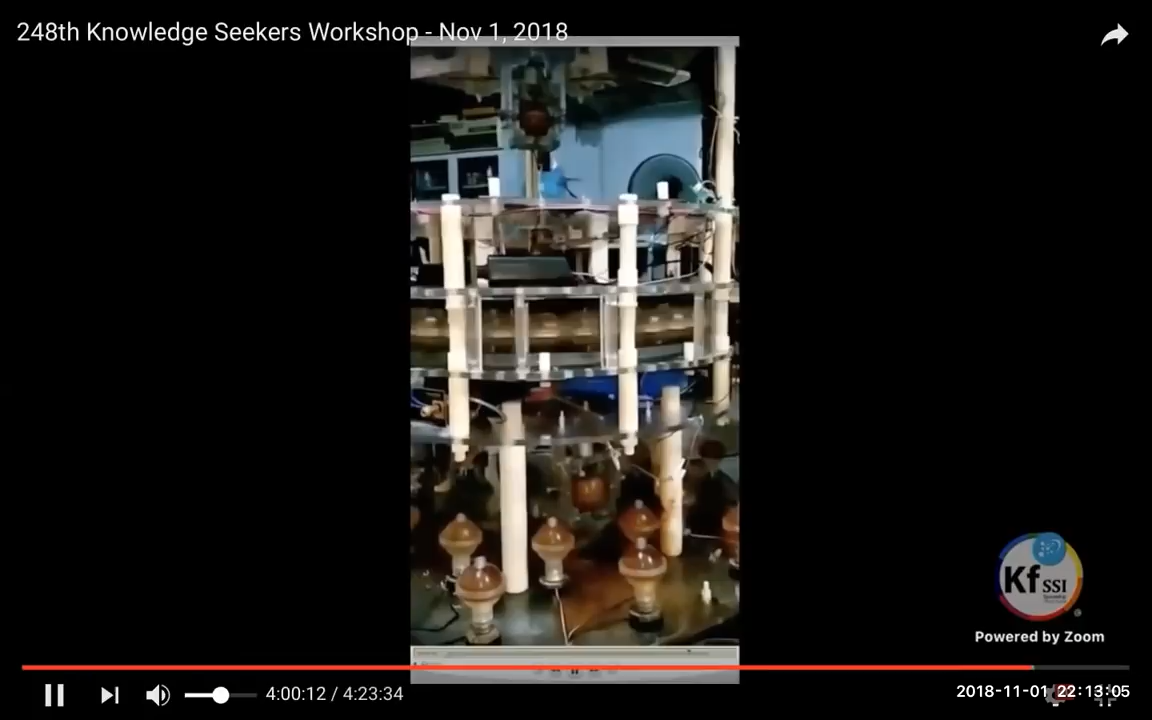 248th Knowledge Seekers Workshop - Nov 1, 2018
Kf SSI
Powered by Zoom
4:00:12 / 4:23:34
2018-11-01 22:13:05